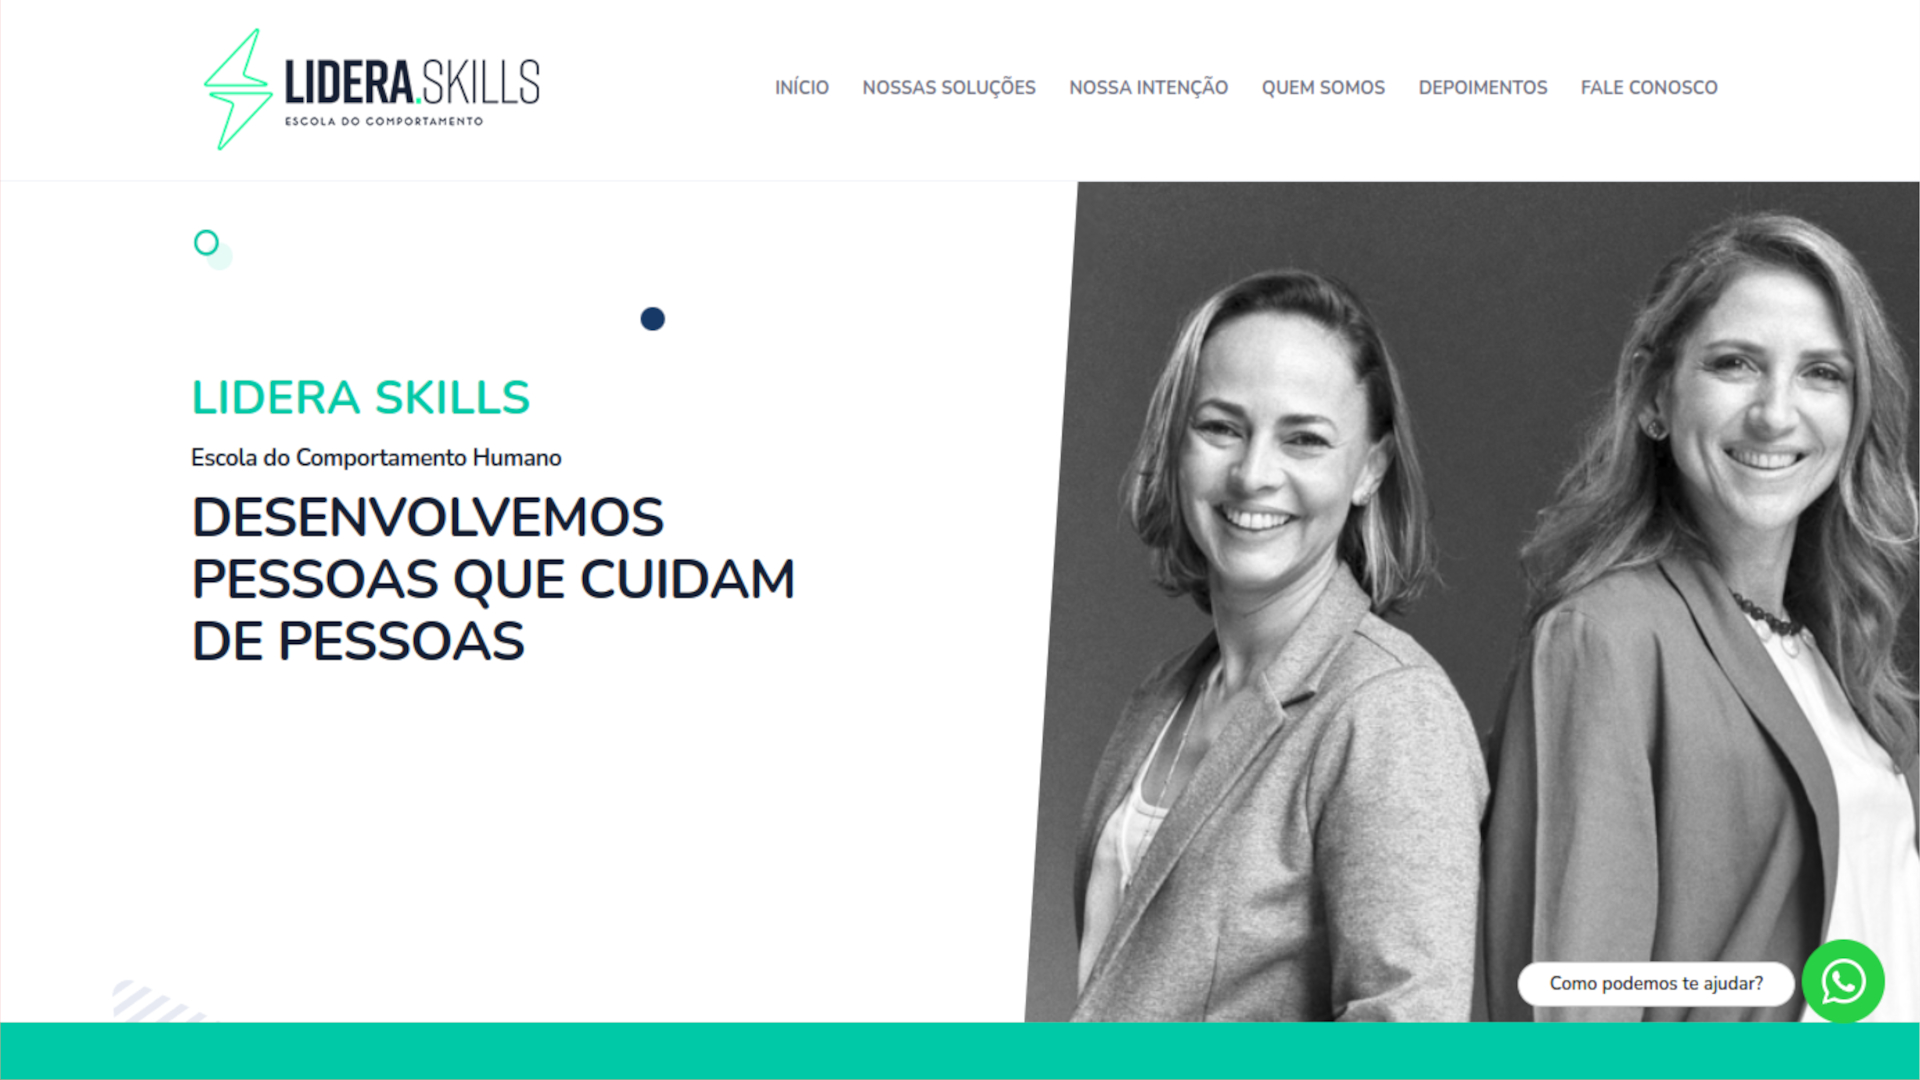 LIDERA.SKILLS
ESCOLA DO COMPORTAMENTO
INÍCIO NOSSAS SOLUÇÕES NOSSA INTENÇÃO QUEM SOMOS DEPOIMENTOS FALE CONOSCO
LIDERA SKILLS
Escola do Comportamento Humano
DESENVOLVEMOS
PESSOAS QUE CUIDAM
DE PESSOAS
Como podemos te ajudar?